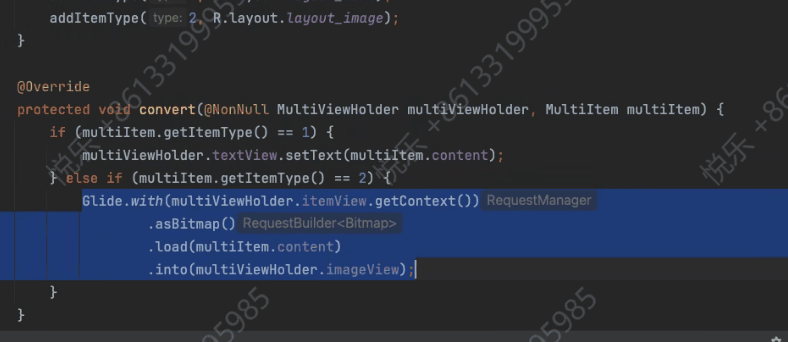 addItemType( type: 2, R.layout.layout_image);
}
@Override
protected void convert(@NonNull MultiViewHolder multiViewHolder, MultiItem multiItem) {
if (multiItem.getItemType() == 1) {
multiViewHolder.textView.setText(multiItem.content);
} else if (multiItem.getItemType() == 2) {
Glide.with(multiViewHolder.itemView.getContext()) RequestManager
.asBitmap() RequestBuilder<Bitmap>
.load(multiItem.content)
.into(multiViewHolder.imageView);
}
}
悦乐 +8613319995985
悦乐 +8613319995985
悦乐 +86